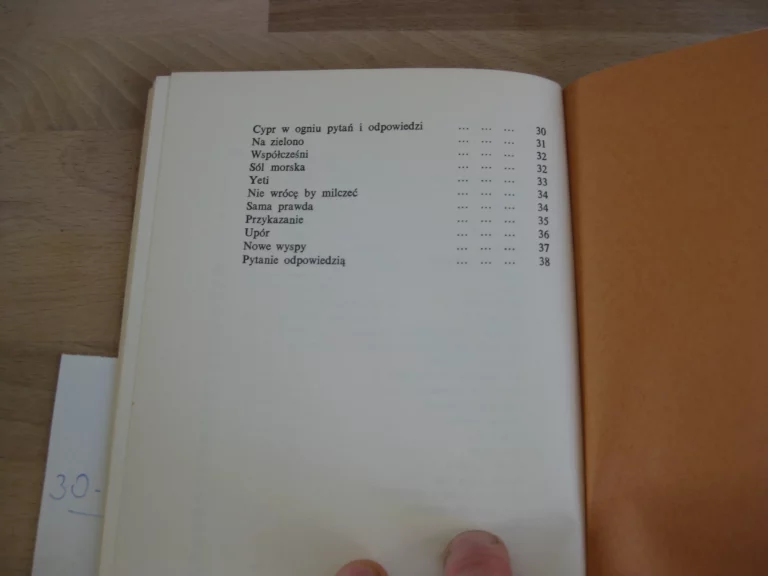 Cypr w ogniu pytań i odpowiedzi ... ... ... 30
Na zielono ... ... ... 31
Współcześni ... ... ... 32
Sól morska ... ... ... 32
Yeti ... ... ... 33
Nie wrócę by milczeć ... ... ... 34
Sama prawda ... ... ... 34
Przykazanie ... ... ... 35
Upór ... ... ... 36
Nowe wyspy ... ... ... 37
Pytanie odpowiedzią ... ... ... 38
30-